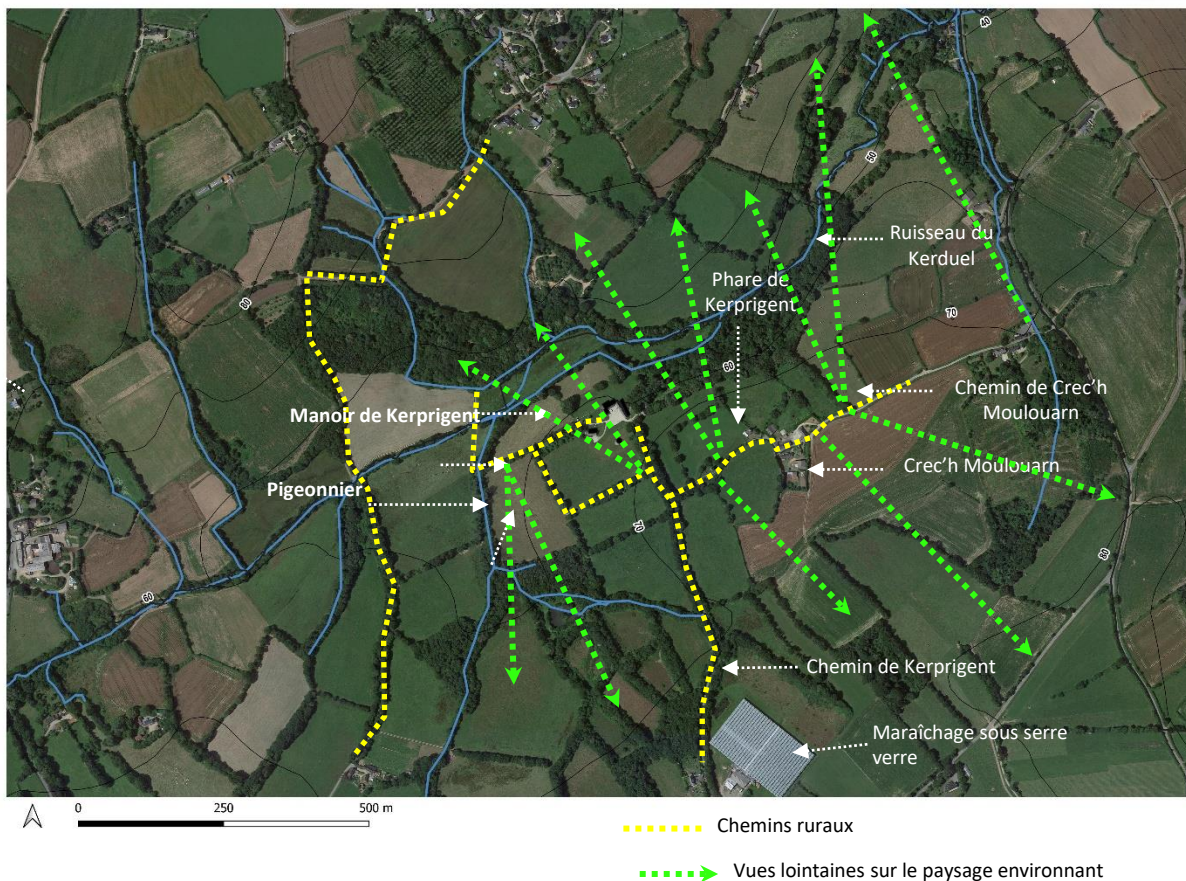 40
50
Ruisseau du
Kerduel
Phare de
Kerprigent
60
70
60
Chemin de Crec'h
Moulouarn
Manoir de Kerprigent
Crec'h Moulouarn
Pigeonnier
70
80
60
Chemin de Kerprigent
Maraîchage sous serre
verre
0 250 500 m
Chemins ruraux
Vues lointaines sur le paysage environnant